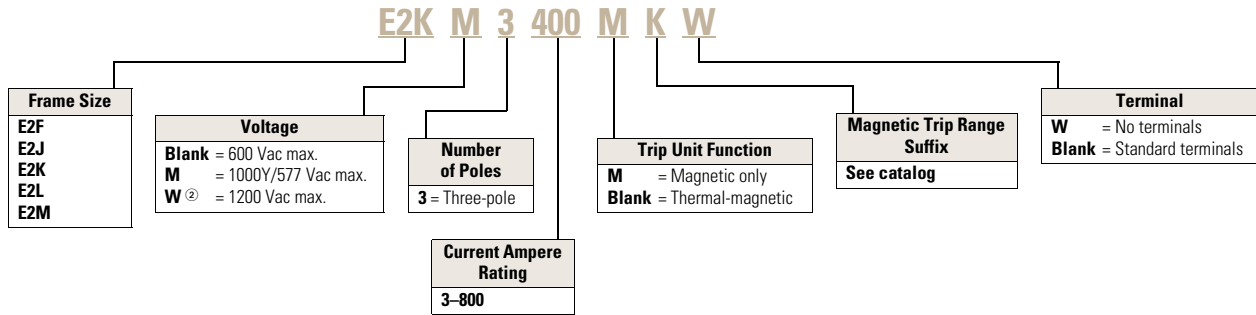 E2K M 3 400 M K W
Frame Size
E2F
E2J
E2K
E2L
E2M
Voltage
Blank = 600 Vac max.
M = 1000Y/577 Vac max.
W ② = 1200 Vac max.
Number
of Poles
3 = Three-pole
Current Ampere
Rating
3–800
Trip Unit Function
M = Magnetic only
Blank = Thermal-magnetic
Magnetic Trip Range
Suffix
See catalog
Terminal
W = No terminals
Blank = Standard terminals